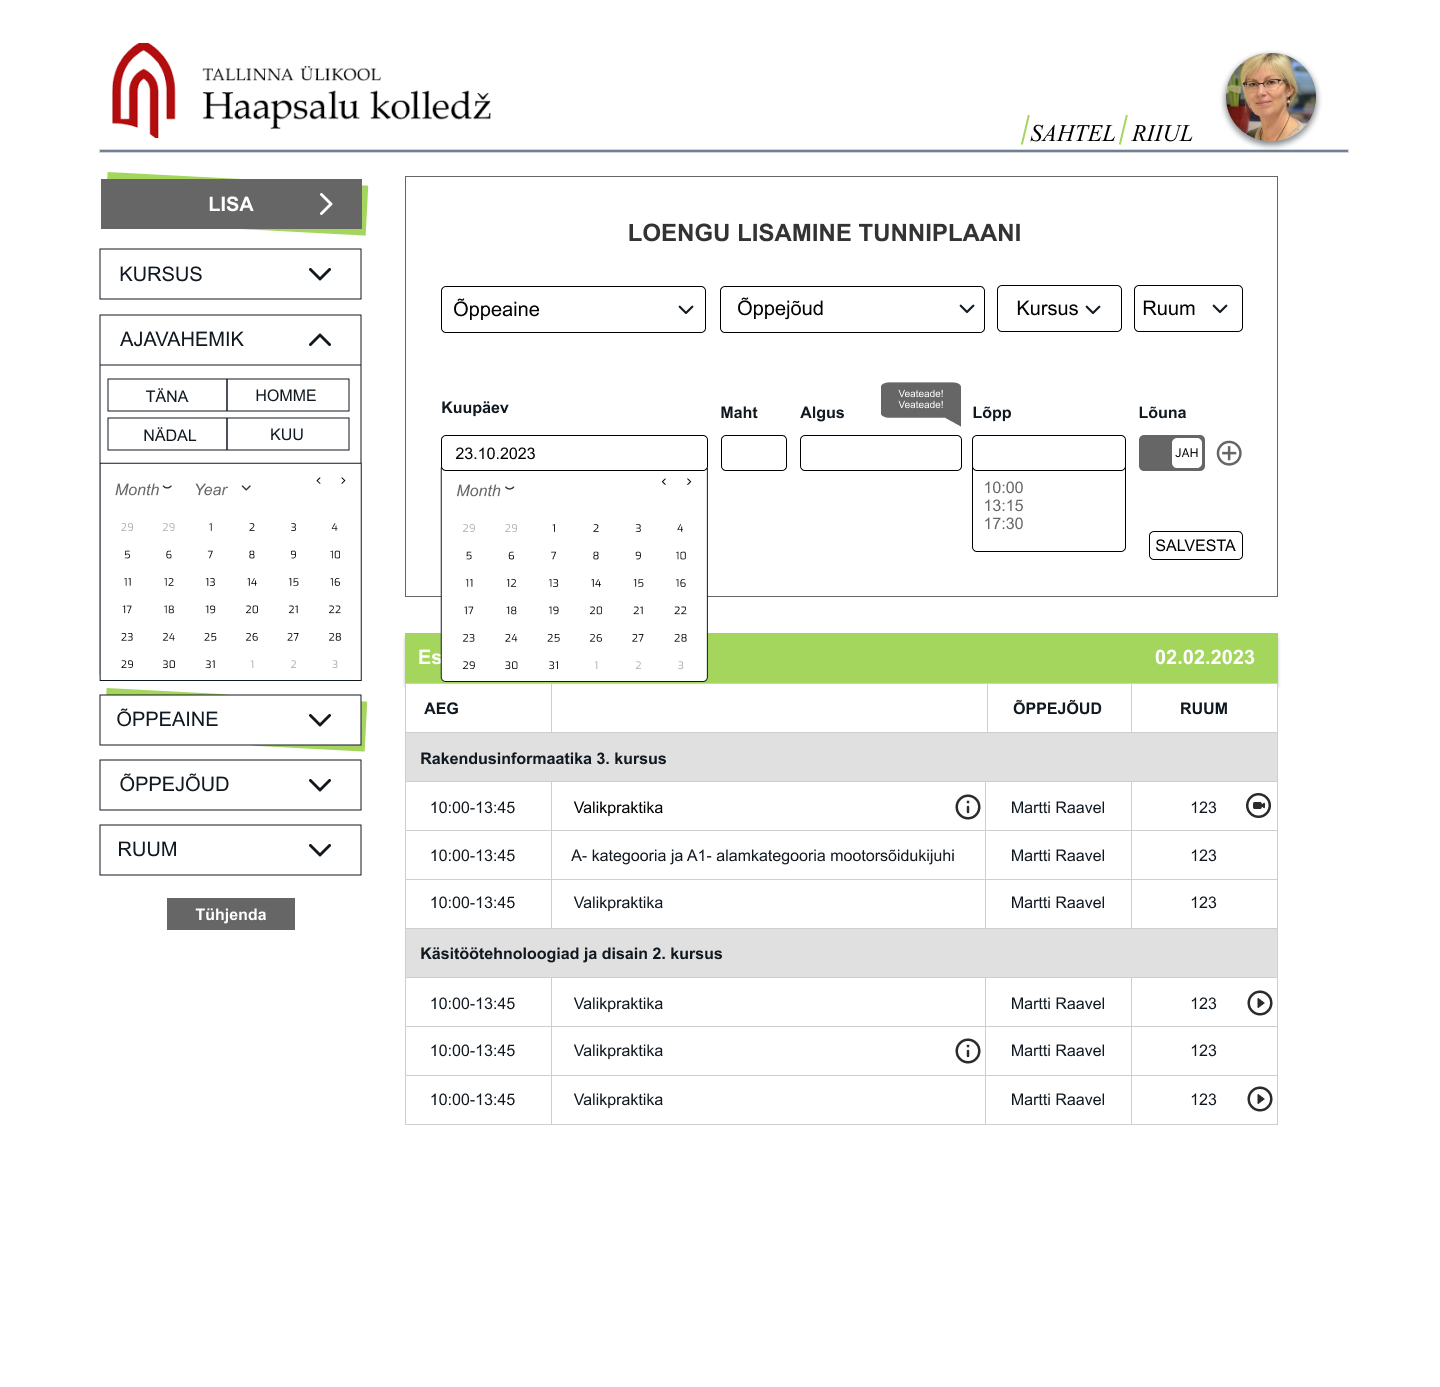 TALLINNA ÜLIKOOL
Haapsalu kolledž
SAHTEL RIIUL
LISA
KURSUS
AJAVAHEMIK
TÄNA HOMME
NÄDAL KUU
Month Year
29 29 1 2 3 4
5 6 7 8 9 10
11 12 13 14 15 16
17 18 19 20 21 22
23 24 25 26 27 28
29 30 31 1 2 3
ÕPPEAINE
ÕPPEJÕUD
RUUM
Tühjenda
LOENGU LISAMINE TUNNIPLAANI
Õppeaine Õppejõud Kursus Ruum
Veateade!
Veateade!
Kuupäev Maht Algus Lõpp Lõuna
23.10.2023 JAH
10:00
13:15
17:30
SALVESTA
Month
29 29 1 2 3 4
5 6 7 8 9 10
11 12 13 14 15 16
17 18 19 20 21 22
23 24 25 26 27 28
29 30 31 1 2 3
02.02.2023
AEG ÕPPEJÕUD RUUM
Rakendusinformaatika 3. kursus
10:00-13:45 Valikpraktika Martti Raavel 123
10:00-13:45 A- kategooria ja A1- alamkategooria mootorsõidukijuhi Martti Raavel 123
10:00-13:45 Valikpraktika Martti Raavel 123
Käsitöötehnoloogiad ja disain 2. kursus
10:00-13:45 Valikpraktika Martti Raavel 123
10:00-13:45 Valikpraktika Martti Raavel 123
10:00-13:45 Valikpraktika Martti Raavel 123